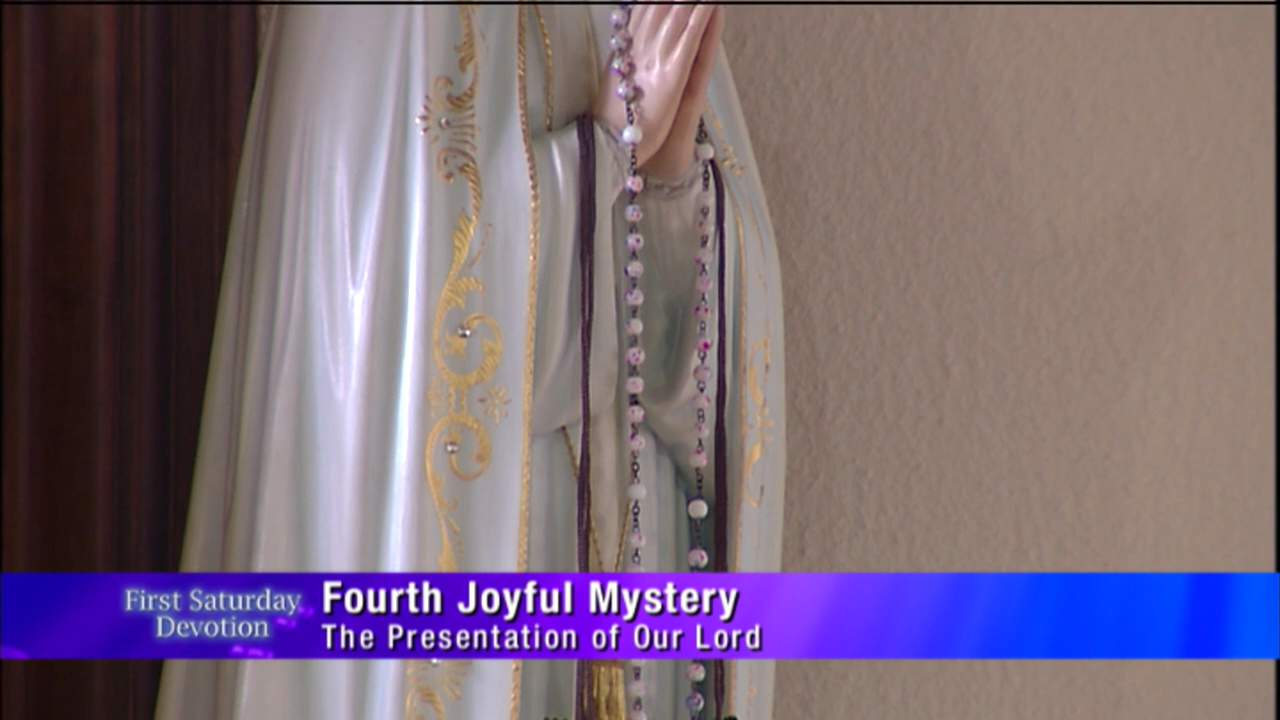 First Saturday
Devotion
Fourth Joyful Mystery
The Presentation of Our Lord